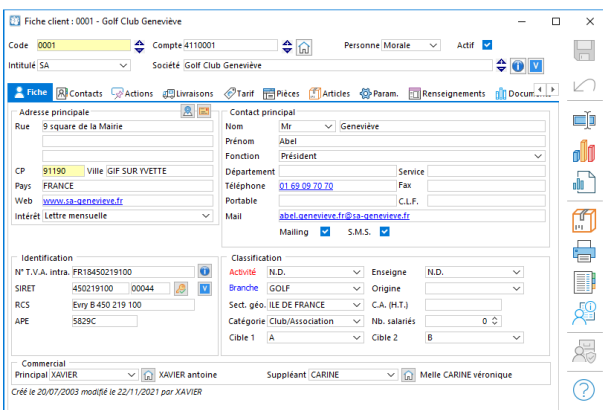 Fiche client : 0001 - Golf Club Geneviève
Code 0001 Compte 4110001 Personne Morale Actif
Intitulé SA Société Golf Club Geneviève
Fiche Contacts Actions Livraisons Tarif Pièces Articles Param. Renseignements
Adresse principale Contact principal
Rue 9 square de la Mairie Nom Mr Geneviève
Prénom Abel
Fonction Président
CP 91190 Ville GIF SUR YVETTE Département Service
Pays FRANCE Téléphone 01 69 09 70 70 Fax
Web www.sa-genevieve.fr Portable C.L.F.
Intérêt Lettre mensuelle Mail abel.genevieve.fr@sa-genevieve.fr
Mailing S.M.S.
Identification Classification
N° T.V.A. intra. FR18450219100 Activité N.D. Enseigne N.D.
SIRET 450219100 00044 V Branche GOLF Origine
RCS Evry B 450 219 100 Sect. géo. ILE DE FRANCE C.A. (H.T.)
APE 5829C Catégorie Club/Association Nb. salariés 0
Cible 1 A Cible 2 B
Commercial
Principal XAVIER XAVIER antoine Suppléant CARINE Melle CARINE véronique
Créé le 20/07/2003 modifié le 22/11/2021 par XAVIER